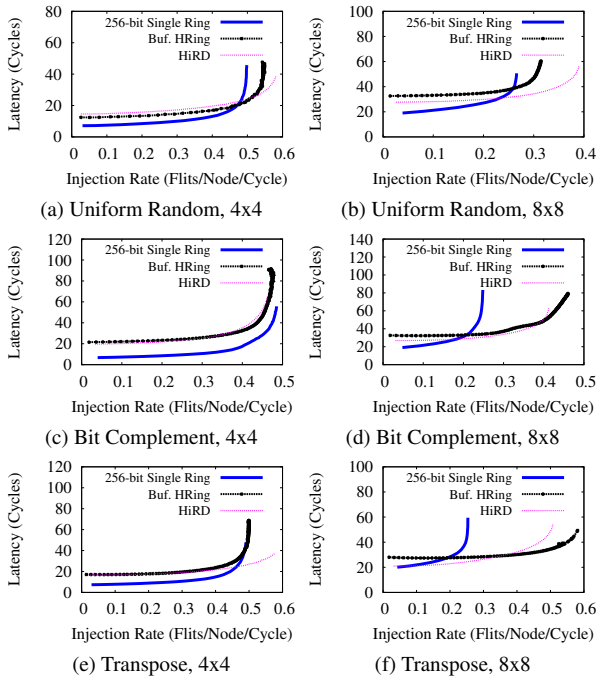 Latency (Cycles)
100
80
60
40
20
0
256-bit Single Ring
Buf. HRing
HiRD
0 0.1 0.2 0.3 0.4 0.5 0.6
Injection Rate (Flits/Node/Cycle)
(a) Uniform Random, 4x4
Latency (Cycles)
100
80
60
40
20
0
256-bit Single Ring
Buf. HRing
HiRD
0 0.1 0.2 0.3 0.4
Injection Rate (Flits/Node/Cycle)
(b) Uniform Random, 8x8
Latency (Cycles)
120
100
80
60
40
20
0
256-bit Single Ring
Buf. HRing
HiRD
0 0.1 0.2 0.3 0.4 0.5
Injection Rate (Flits/Node/Cycle)
(c) Bit Complement, 4x4
Latency (Cycles)
140
120
100
80
60
40
20
0
256-bit Single Ring
Buf. HRing
HiRD
0 0.1 0.2 0.3 0.4 0.5
Injection Rate (Flits/Node/Cycle)
(d) Bit Complement, 8x8
Latency (Cycles)
120
100
80
60
40
20
0
256-bit Single Ring
Buf. HRing
HiRD
0 0.1 0.2 0.3 0.4 0.5 0.6
Injection Rate (Flits/Node/Cycle)
(e) Transpose, 4x4
Latency (Cycles)
120
100
80
60
40
20
0
256-bit Single Ring
Buf. HRing
HiRD
0 0.1 0.2 0.3 0.4 0.5 0.6
Injection Rate (Flits/Node/Cycle)
(f) Transpose, 8x8